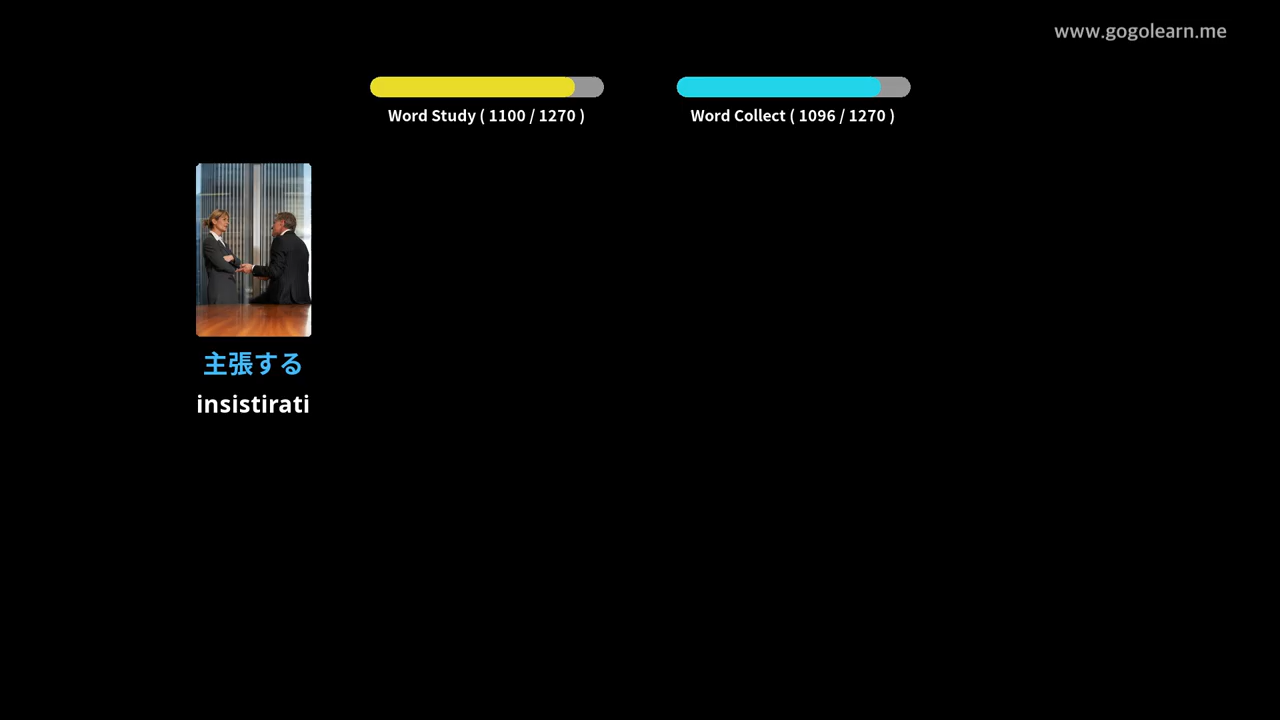 www.gogolearn.me
Word Study ( 1100 / 1270 )
Word Collect ( 1096 / 1270 )
主張する
insistirati